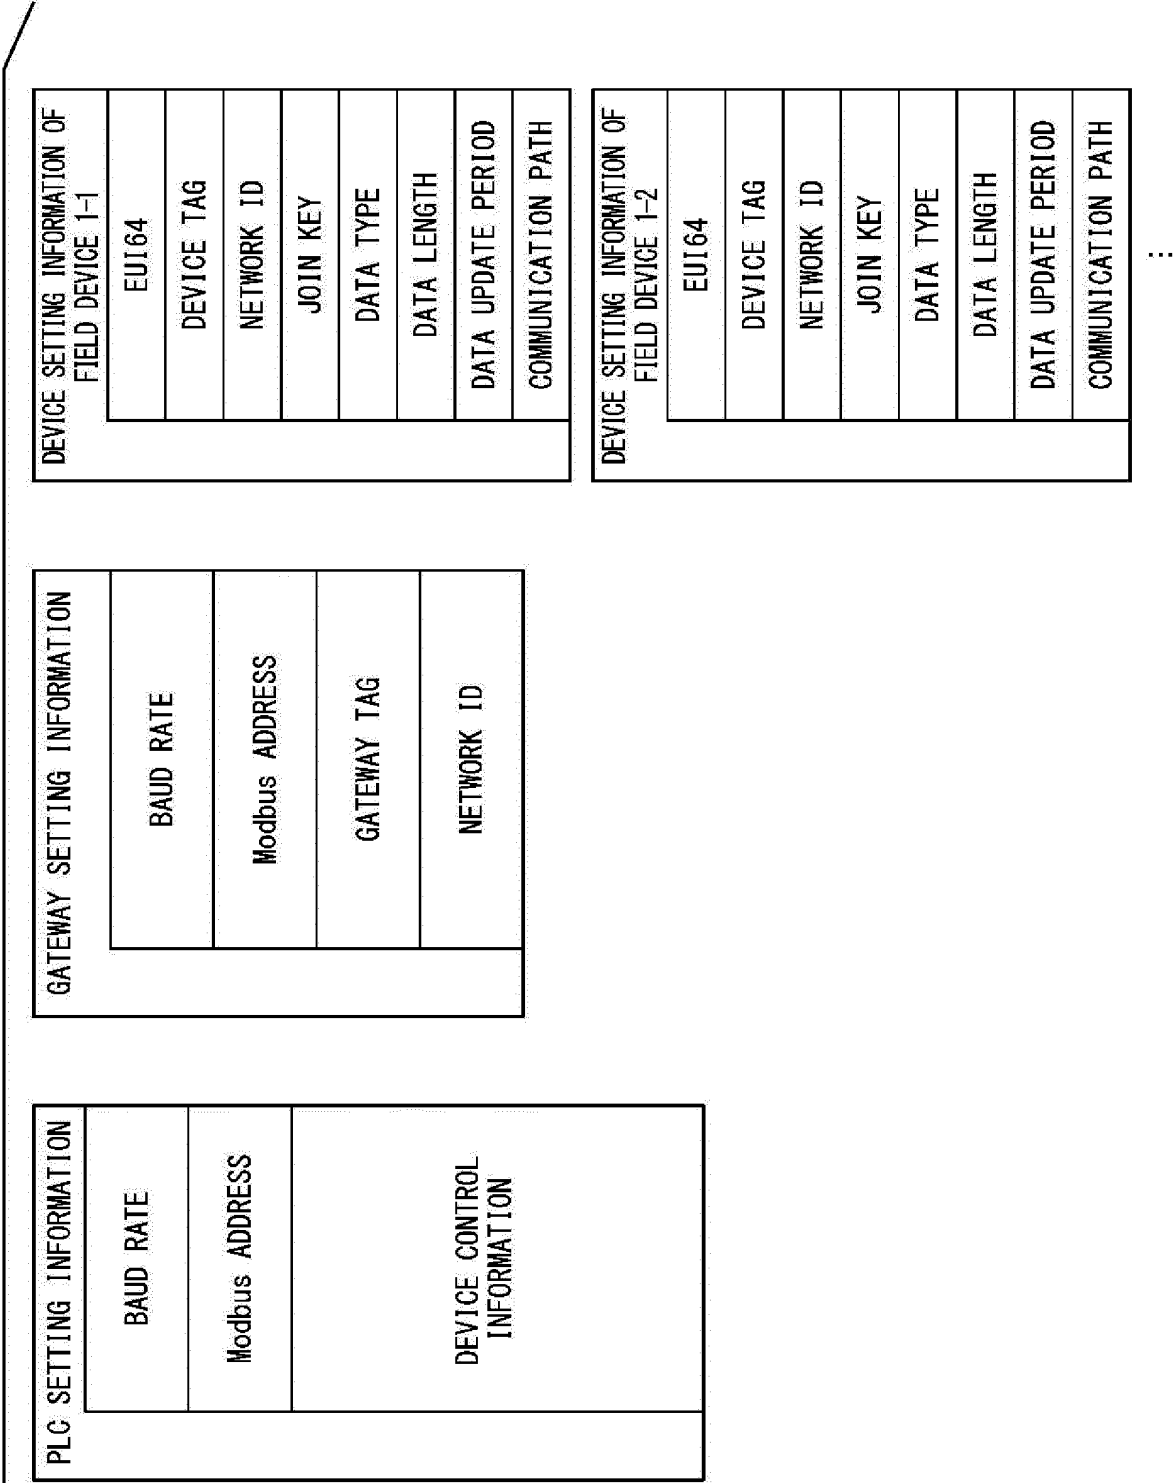 PLC SETTING INFORMATION
BAUD RATE
Modbus ADDRESS
DEVICE CONTROL
INFORMATION
GATEWAY SETTING INFORMATION
BAUD RATE
Modbus ADDRESS
GATEWAY TAG
NETWORK ID
DEVICE SETTING INFORMATION OF
FIELD DEVICE 1-1
EUI64
DEVICE TAG
NETWORK ID
JOIN KEY
DATA TYPE
DATA LENGTH
DATA UPDATE PERIOD
COMMUNICATION PATH
DEVICE SETTING INFORMATION OF
FIELD DEVICE 1-2
EUI64
DEVICE TAG
NETWORK ID
JOIN KEY
DATA TYPE
DATA LENGTH
DATA UPDATE PERIOD
COMMUNICATION PATH
...